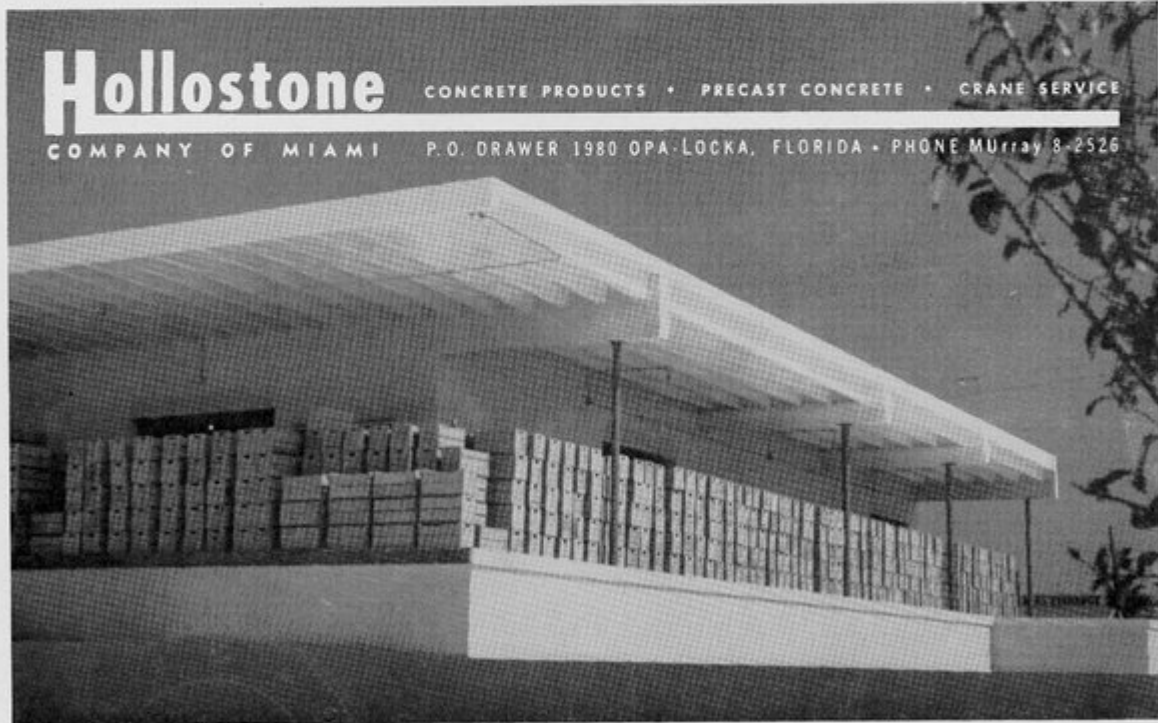 Hollostone
CONCRETE PRODUCTS • PRECAST CONCRETE • CRANE SERVICE
COMPANY OF MIAMI
P.O. DRAWER 1980 OPA-LOCKA, FLORIDA • PHONE MUrray 8-2526